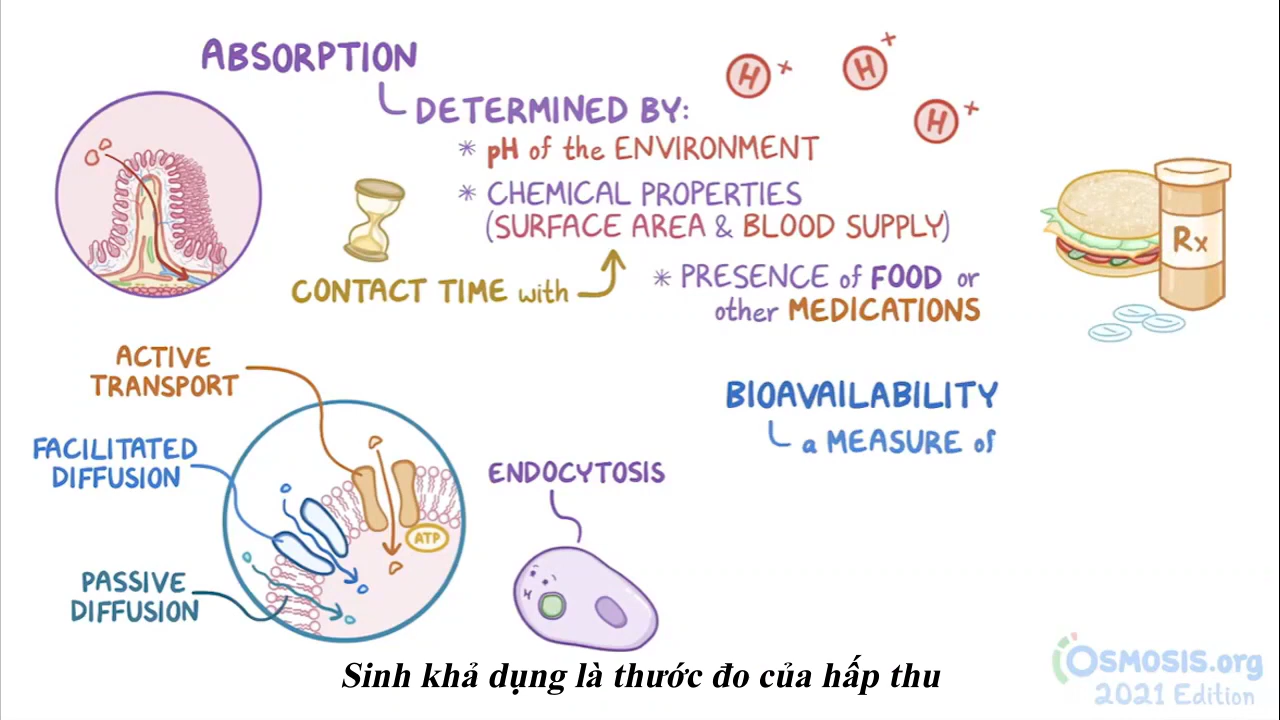 ABSORPTION
DETERMINED BY:
* pH of the ENVIRONMENT
* CHEMICAL PROPERTIES
(SURFACE AREA & BLOOD SUPPLY)
CONTACT TIME with
* PRESENCE of FOOD or
other MEDICATIONS
H+
H+
H+
Rx
ACTIVE
TRANSPORT
FACILITATED
DIFFUSION
PASSIVE
DIFFUSION
ATP
ENDOCYTOSIS
BIOAVAILABILITY
a MEASURE of
Sinh khả dụng là thước đo của hấp thu
OSMOSIS.org
2021 Edition